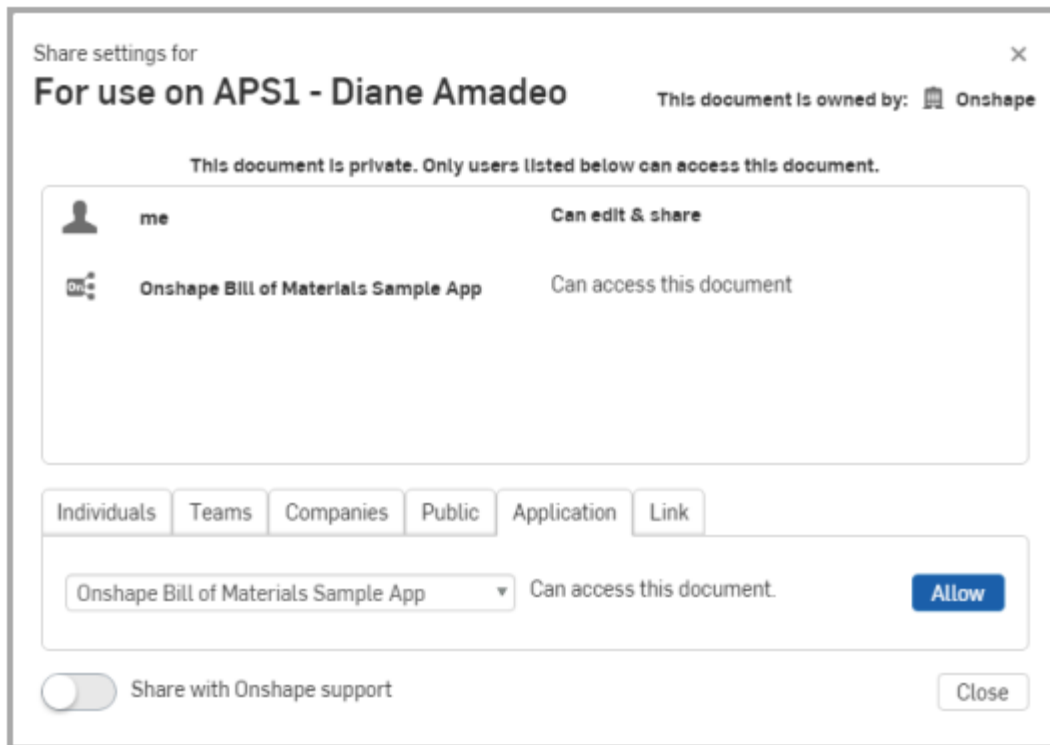 Share settings for
For use on APS1 - Diane Amadeo
This document is owned by: Onshape
This document is private. Only users listed below can access this document.
me Can edit & share
On Onshape Bill of Materials Sample App Can access this document
Individuals Teams Companies Public Application Link
Onshape Bill of Materials Sample App Can access this document. Allow
Share with Onshape support Close